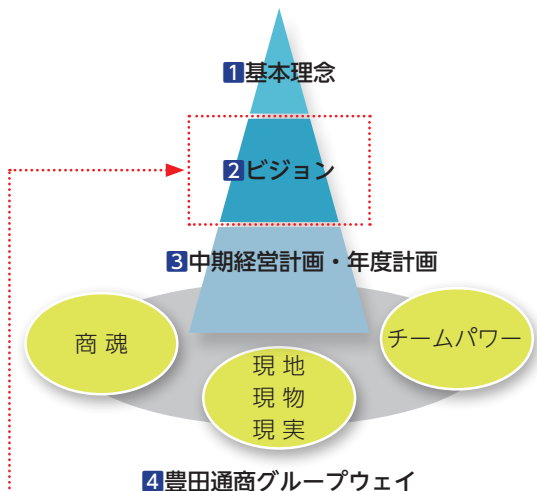 1基本理念
2ビジョン
3中期経営計画・年度計画
商魂
チームパワー
現地
現物
現実
4豊田通商グループウェイ